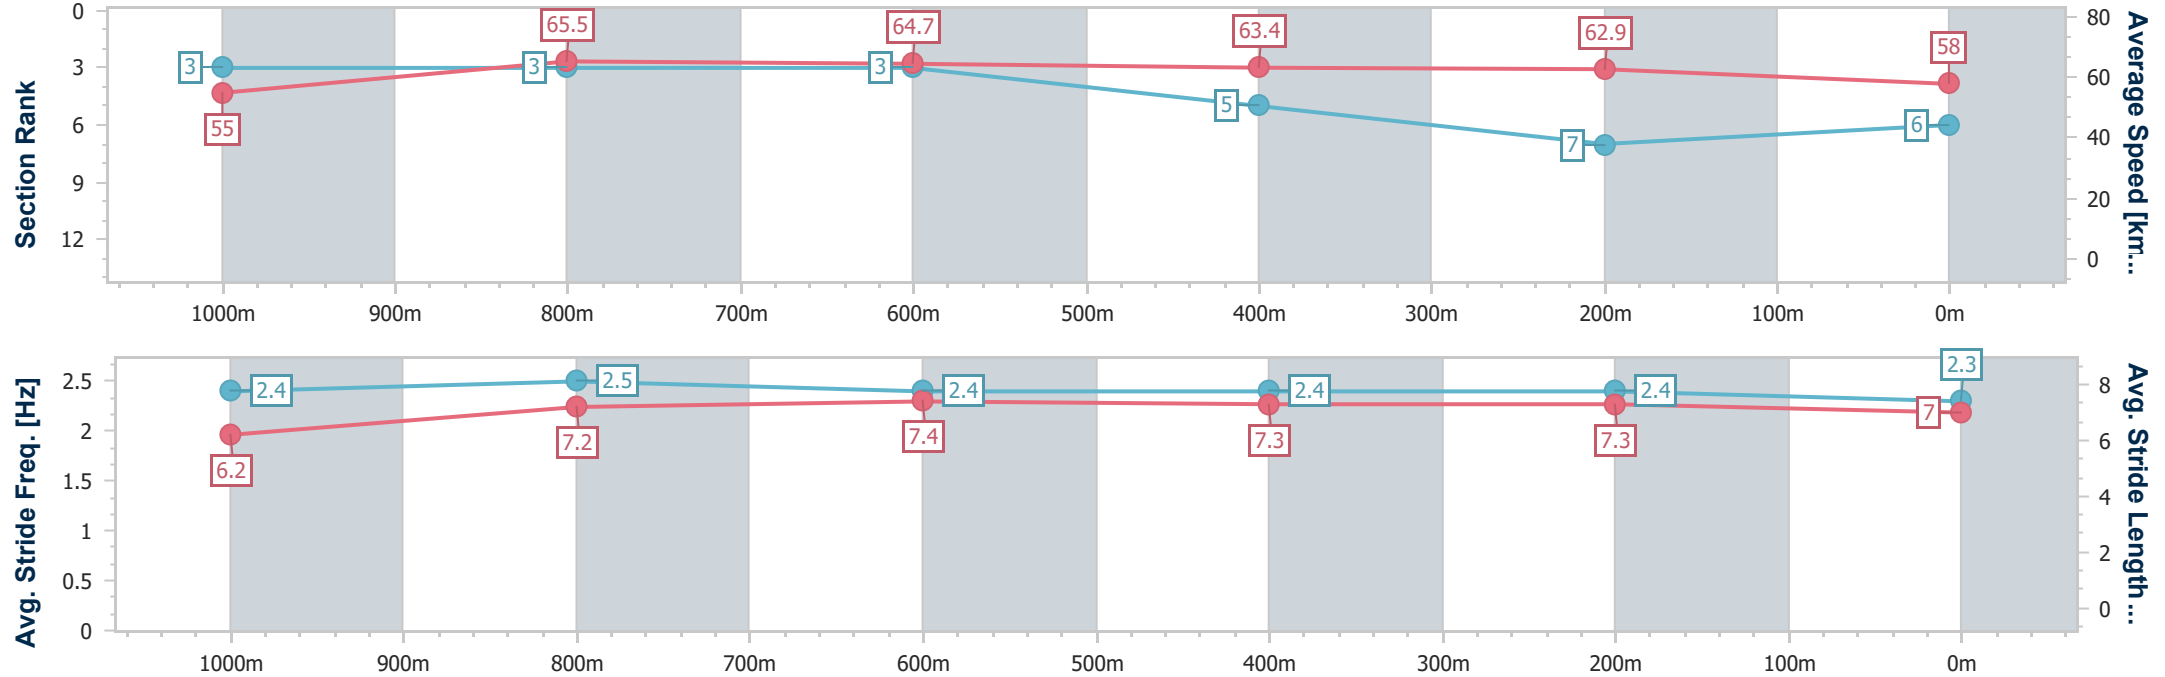 Section Rank
0
3
6
9
12
3
3
3
5
7
6
55
65.5
64.7
63.4
62.9
58
80
60
40
20
0
Average Speed [km...
1000m
900m
800m
700m
600m
500m
400m
300m
200m
100m
0m
Avg. Stride Freq. [Hz]
2.5
2
1.5
1
0.5
0
2.4
2.5
2.4
2.4
2.4
2.3
6.2
7.2
7.4
7.3
7.3
7
8
6
4
2
0
Avg. Stride Length...
1000m
900m
800m
700m
600m
500m
400m
300m
200m
100m
0m